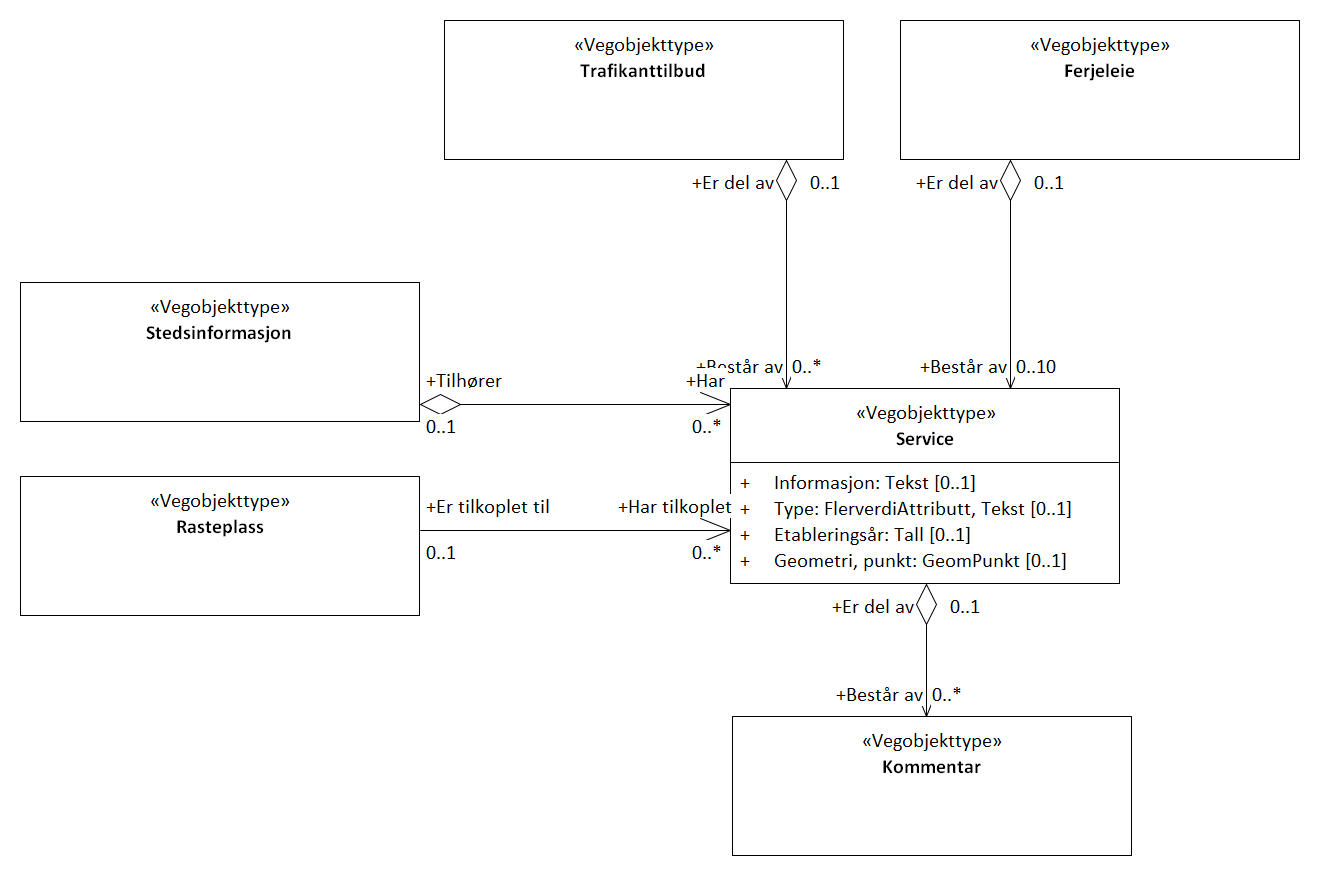 «Vegobjekttype»
Trafikanttilbud
«Vegobjekttype»
Ferjeleie
+Er del av
0..1
+Er del av
0..1
«Vegobjekttype»
Stedsinformasjon
+Består av
0..*
+Består av
0..10
+Tilhører
+Har
0..1
0..*
«Vegobjekttype»
Service
+ Informasjon: Tekst [0..1]
+ Type: FlerverdiAttributt, Tekst [0..1]
+ Etableringsår: Tall [0..1]
+ Geometri, punkt: GeomPunkt [0..1]
«Vegobjekttype»
Rasteplass
+Er tilkoplet til
+Har tilkoplet
0..1
0..*
+Er del av
0..1
+Består av
0..*
«Vegobjekttype»
Kommentar